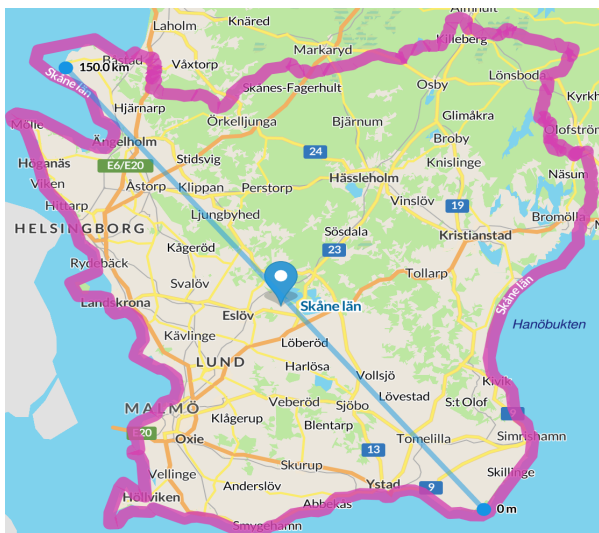 Älmhult
Knäred
Laholm
Killeberg
Markaryd
Båstad
Våxtorp
150.0 km
Lönsboda
Skåne län
Skånes-Fagerhult
Osby
Kyrkh
Hjärnarp
Örkelljunga
Bjärnum
Glimåkra
Mölle
Olofström
Ängelholm
Broby
24
Stidsvig
Knislinge
Höganäs
E6/E20
Hässleholm
Näsum
Viken
Åstorp
Klippan
Perstorp
Vinslöv
19
Hittarp
Ljungbyhed
Bromölla
HELSINGBORG
Sösdala
Kristianstad
Kågeröd
23
Rydebäck
Tollarp
Svalöv
Skåne län
Landskrona
Skåne län
Eslöv
Hanöbukten
Kävlinge
Löberöd
LUND
Harlösa
Vollsjö
Kivik
Lövestad
MALMÖ
Veberöd
Sjöbo
S:t Olof
9
Klågerup
Blentarp
E20
Oxie
Tomelilla
Simrishamn
13
Skurup
Vellinge
Skillinge
Anderslöv
Ystad
9
Höllviken
Abbekås
0 m
Smygehamn